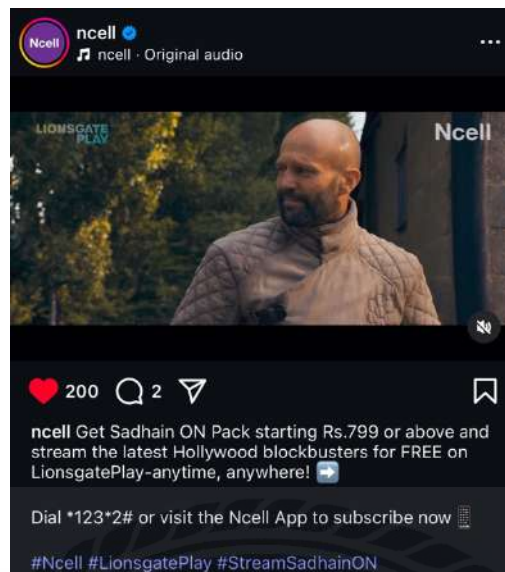 Ncell
ncell
ncell · Original audio
LIONSGATE
PLAY
Ncell
200
2
ncell Get Sadhain ON Pack starting Rs.799 or above and
stream the latest Hollywood blockbusters for FREE on
LionsgatePlay-anytime, anywhere! ➡️
Dial *123*2# or visit the Ncell App to subscribe now 📱
#Ncell #LionsgatePlay #StreamSadhainON